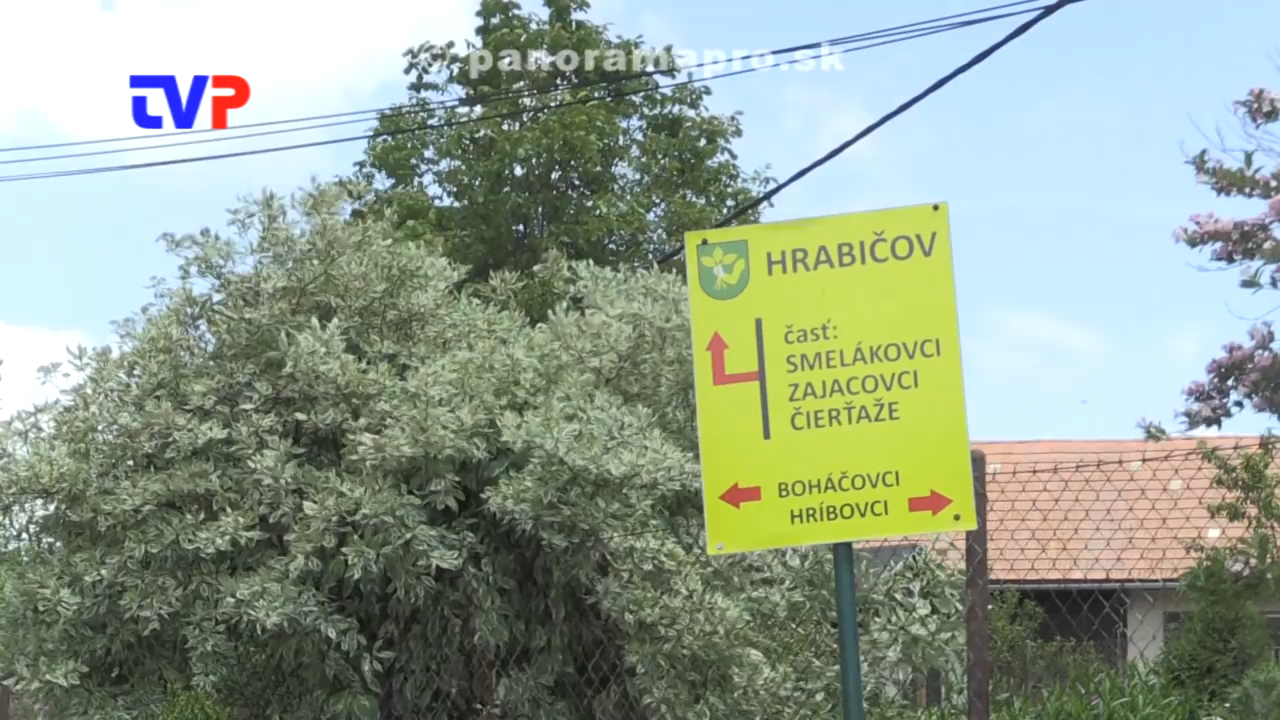 © panoramapro.sk
TVP
HRABIČOV
časť:
SMELÁKOVCI
ZAJACOVCI
ČIERŤAŽE
BOHÁČOVCI
HRÍBOVCI